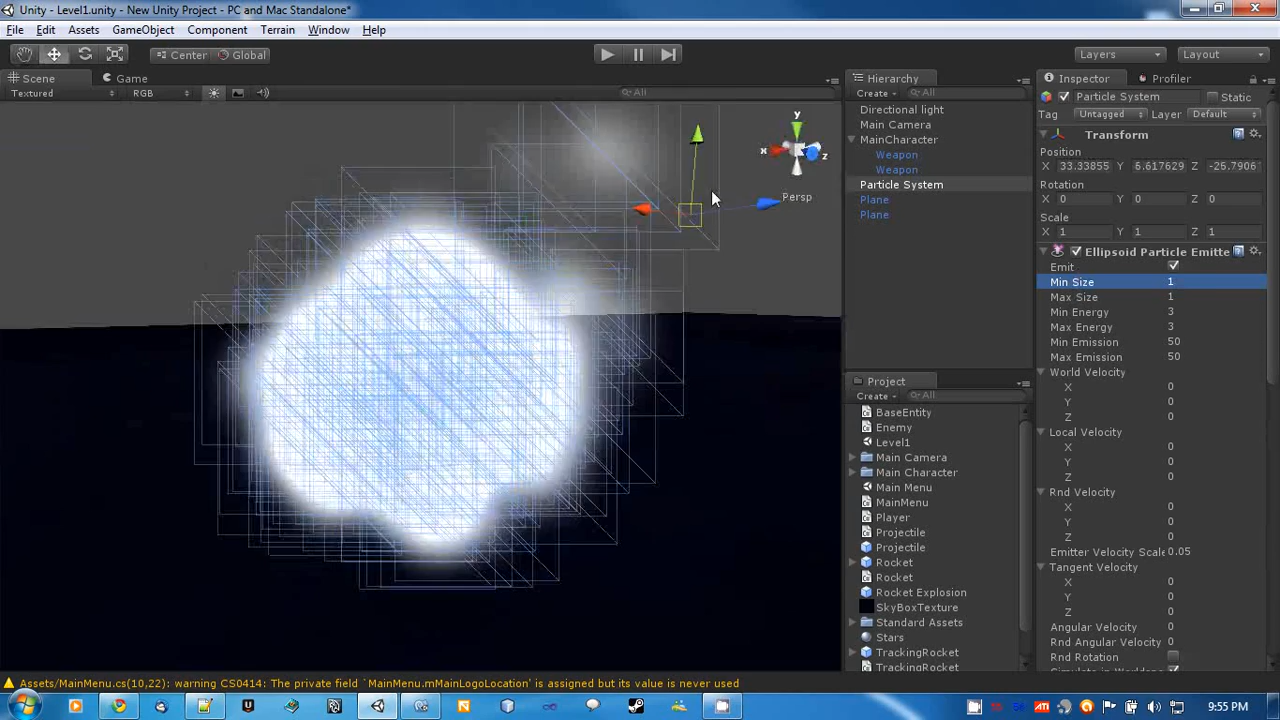 Unity - Level1.unity - New Unity Project - PC and Mac Standalone*
File Edit Assets GameObject Component Terrain Window Help
Center Global Layers Layout
Scene Game
Textured RGB All
y
x
z
Persp
Hierarchy
Create All
Directional light
Main Camera
MainCharacter
Weapon
Weapon
Particle System
Plane
Plane
Project
Create All
BaseEntity
Enemy
Level1
Main Camera
Main Character
Main Menu
MainMenu
Player
Projectile
Projectile
Rocket
Rocket
Rocket Explosion
SkyBoxTexture
Standard Assets
Stars
TrackingRocket
TrackingRocket
Inspector Profiler
Particle System Static
Tag Untagged Layer Default
Transform
Position
X 33.33855 Y 6.617629 Z -25.7906
Rotation
X 0 Y 0 Z 0
Scale
X 1 Y 1 Z 1
Ellipsoid Particle Emitte
Emit
Min Size 1
Max Size 3
Min Energy 3
Max Energy 3
Min Emission 50
Max Emission 50
World Velocity
X 0
Y 0
Z 0
Local Velocity
X 0
Y 0
Z 0
Rnd Velocity
X 0
Y 0
Z 0
Emitter Velocity Scale 0.05
Tangent Velocity
X 0
Y 0
Z 0
Angular Velocity 0
Rnd Angular Velocity 0
Rnd Rotation
Assets/MainMenu.cs(10,22): warning CS0414: The private field `MainMenu.mMainLogoLocation' is assigned but its value is never used
ATI
9:55 PM